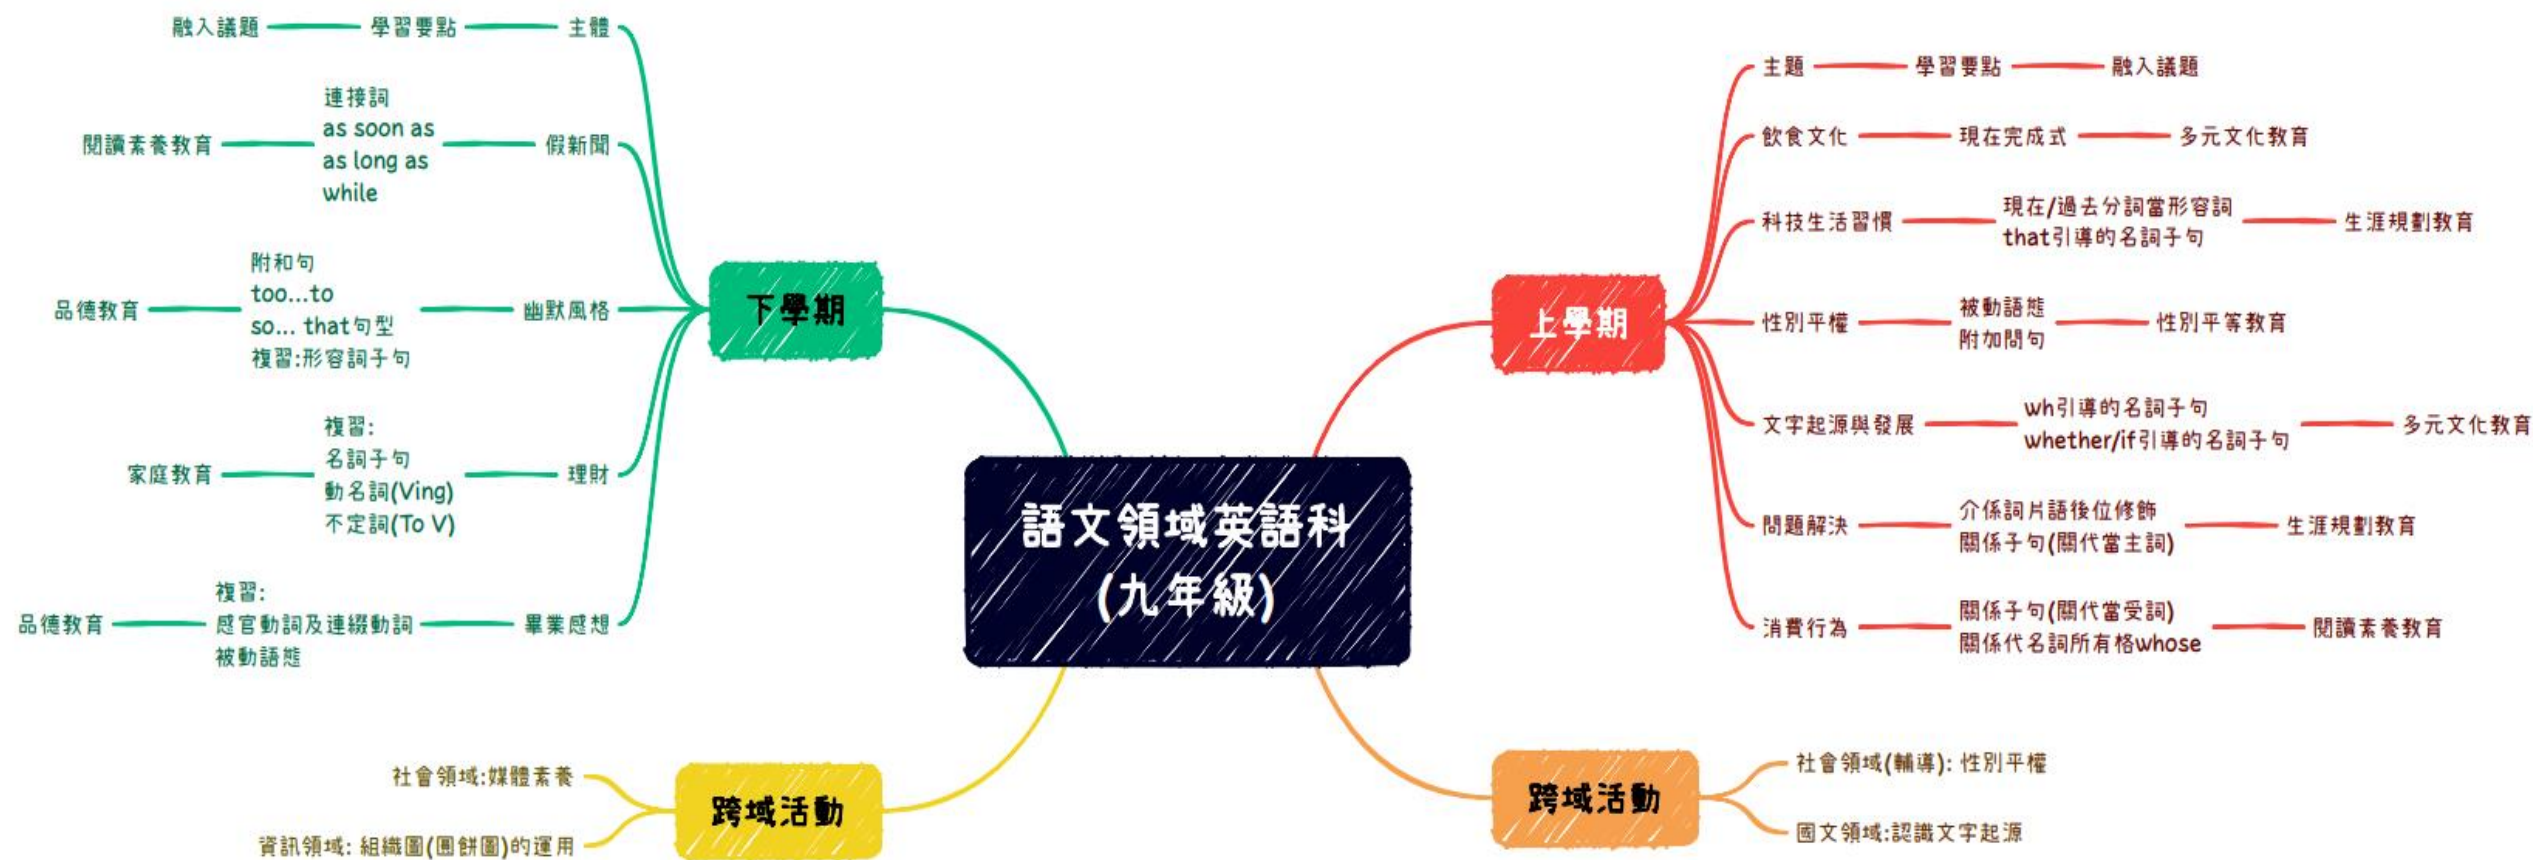 語文領域英語科
(九年級)
上學期
主題 學習要點 融入議題
飲食文化 現在完成式 多元文化教育
科技生活習慣
現在/過去分詞當形容詞
that引導的名詞子句
生涯規劃教育
性別平權
被動語態
附加問句
性別平等教育
文字起源與發展
wh引導的名詞子句
whether/if引導的名詞子句
多元文化教育
問題解決
介係詞片語後位修飾
關係子句(關代當主詞)
生涯規劃教育
消費行為
關係子句(關代當受詞)
關係代名詞所有格whose
閱讀素養教育
跨域活動
社會領域(輔導): 性別平權
國文領域:認識文字起源
下學期
主體 學習要點 融入議題
假新聞
連接詞
as soon as
as long as
while
閱讀素養教育
幽默風格
附和句
too...to
so... that句型
複習:形容詞子句
品德教育
理財
複習:
名詞子句
動名詞(Ving)
不定詞(To V)
家庭教育
畢業感想
複習:
感官動詞及連綴動詞
被動語態
品德教育
跨域活動
社會領域:媒體素養
資訊領域: 組織圖(圓餅圖)的運用